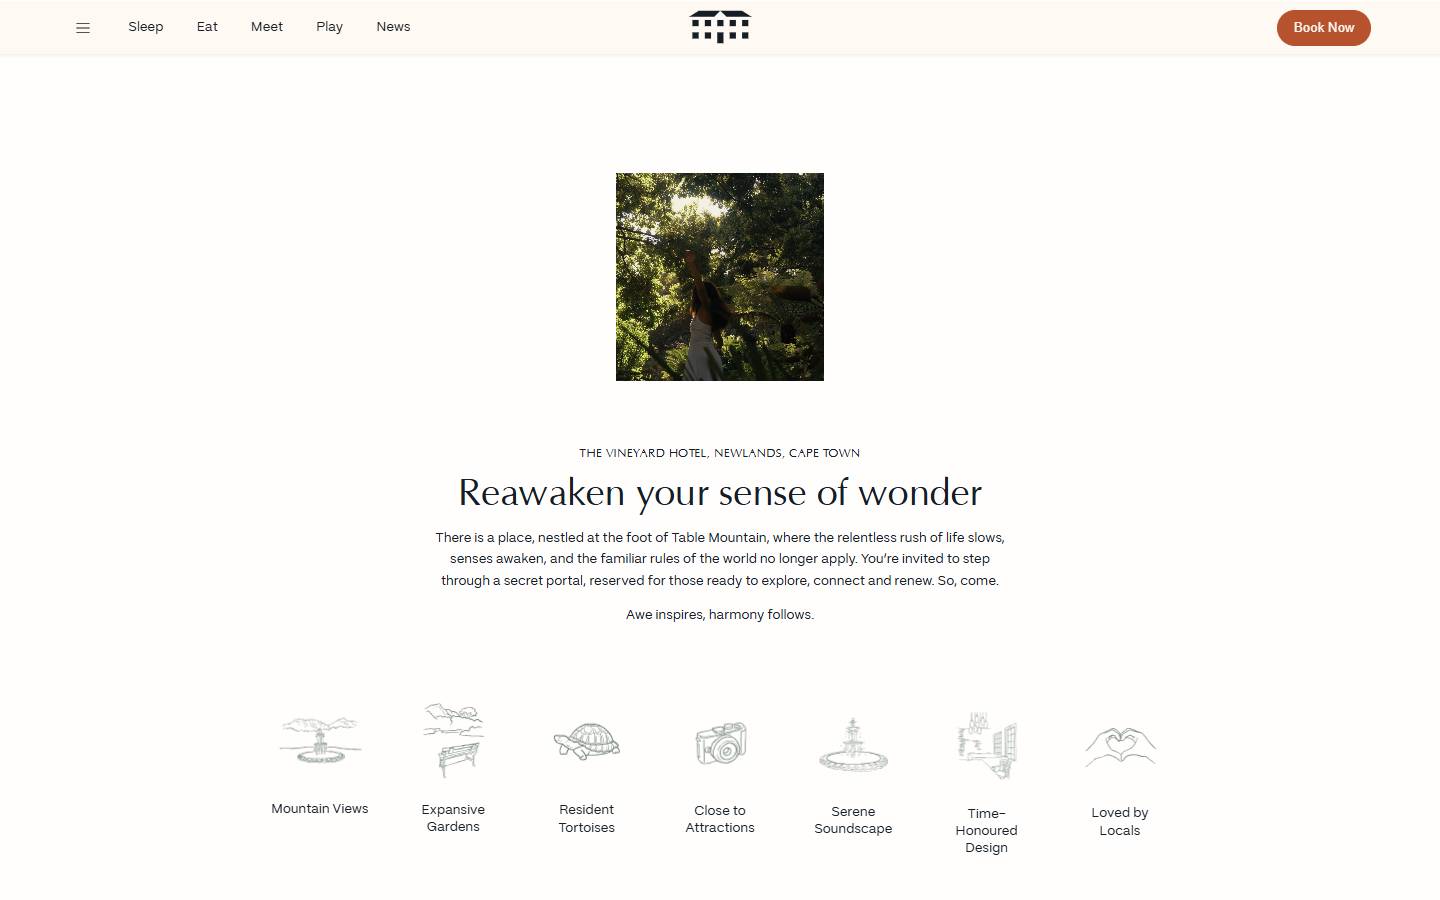 Sleep
Eat
Meet
Play
News
Book Now
THE VINEYARD HOTEL, NEWLANDS, CAPE TOWN
Reawaken your sense of wonder
There is a place, nestled at the foot of Table Mountain, where the relentless rush of life slows,
senses awaken, and the familiar rules of the world no longer apply. You’re invited to step
through a secret portal, reserved for those ready to explore, connect and renew. So, come.
Awe inspires, harmony follows.
Mountain Views
Expansive
Gardens
Resident
Tortoises
Close to
Attractions
Serene
Soundscape
Time–
Honoured
Design
Loved by
Locals